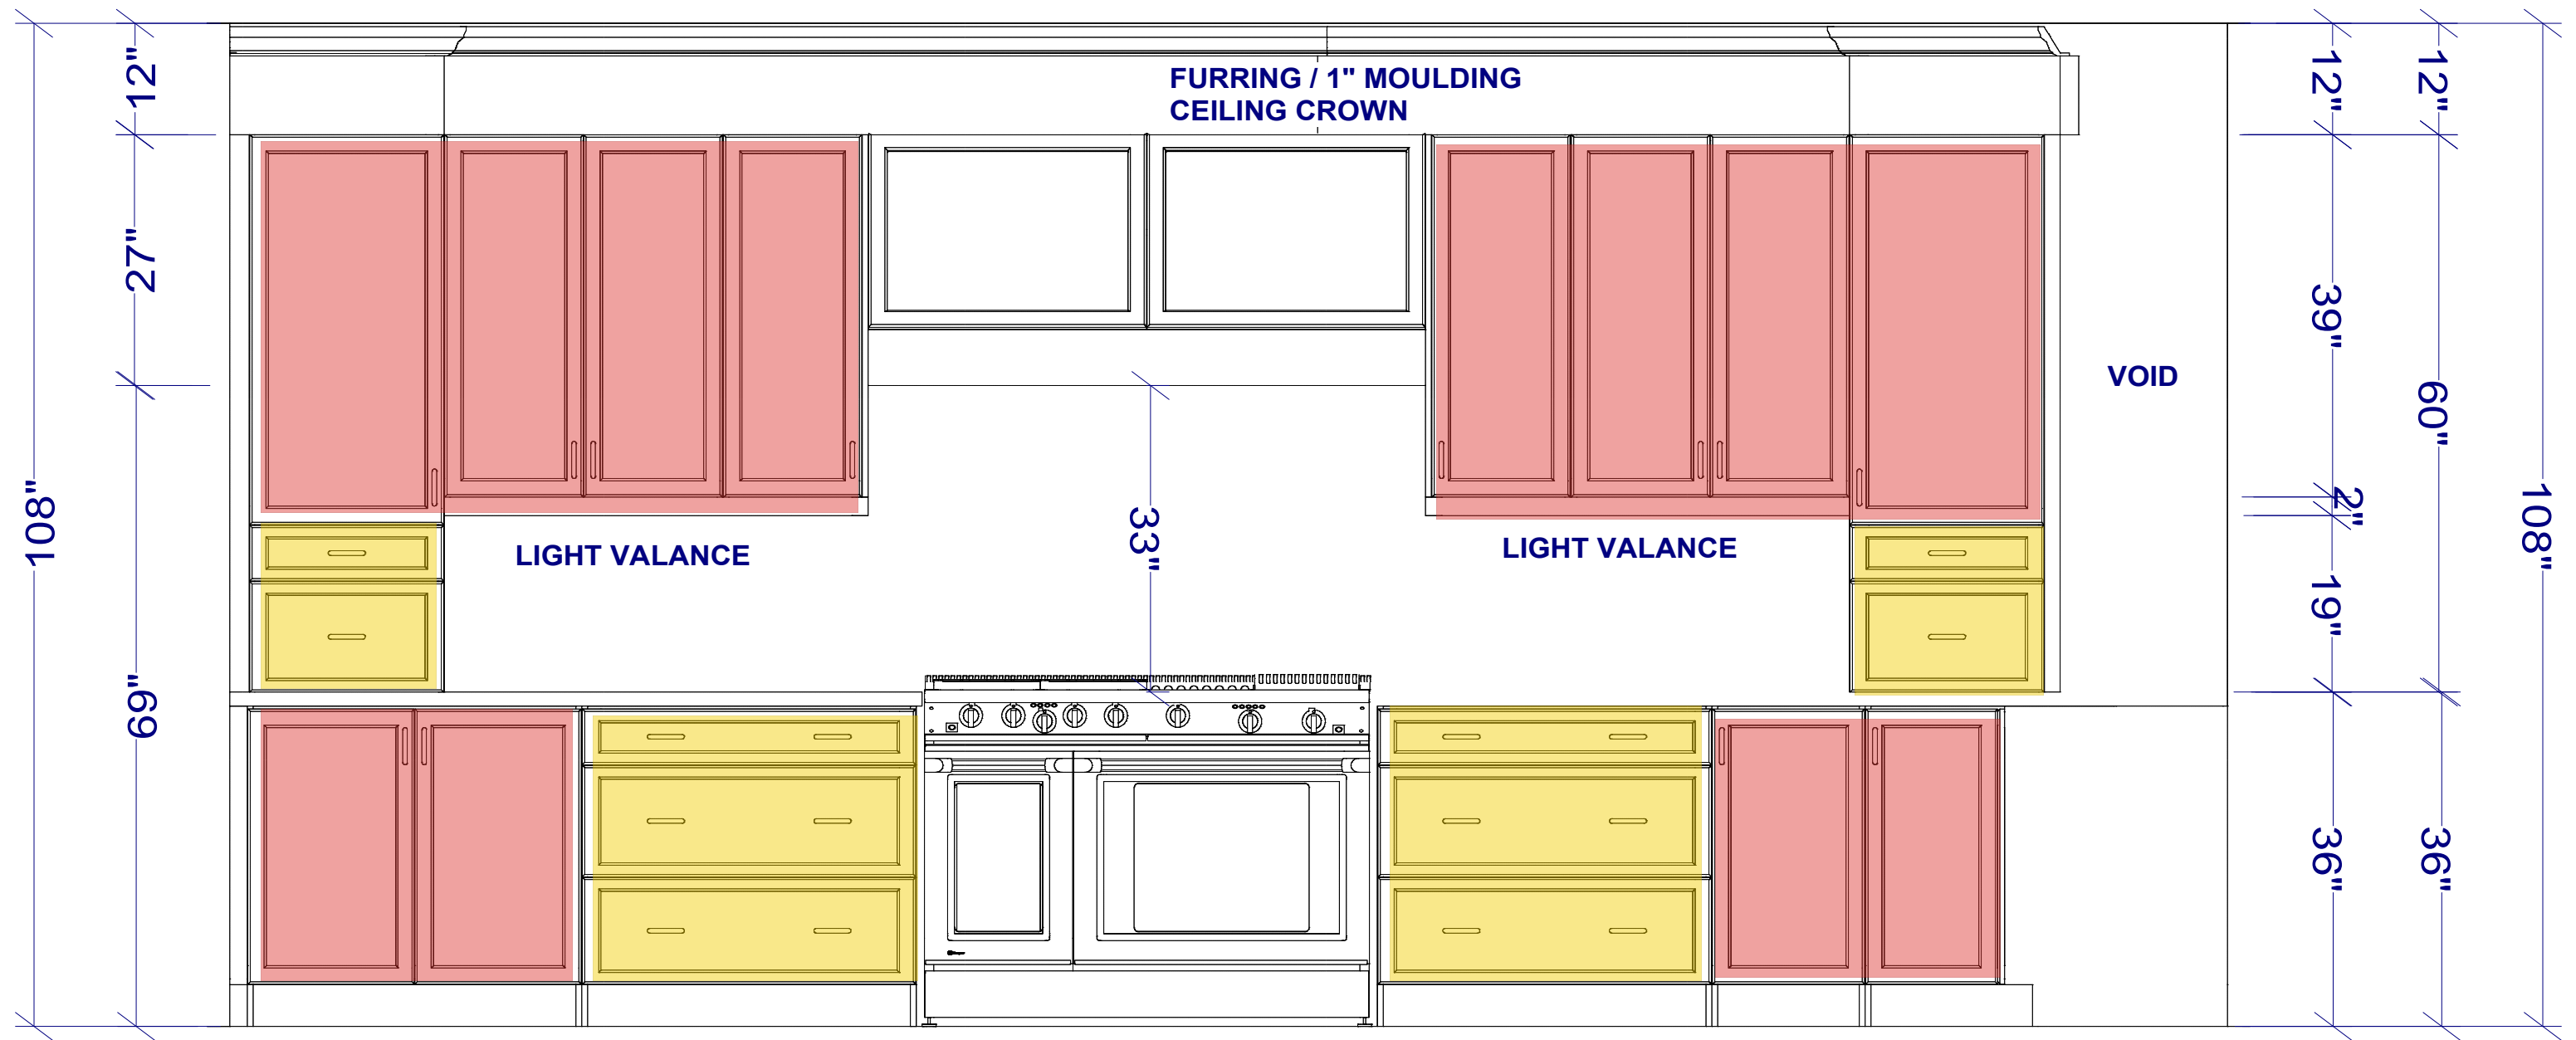 12"
27"
69"
108"
FURRING / 1" MOULDING
CEILING CROWN
LIGHT VALANCE
33"
LIGHT VALANCE
VOID
12"
39"
2"
19"
36"
12"
60"
36"
108"